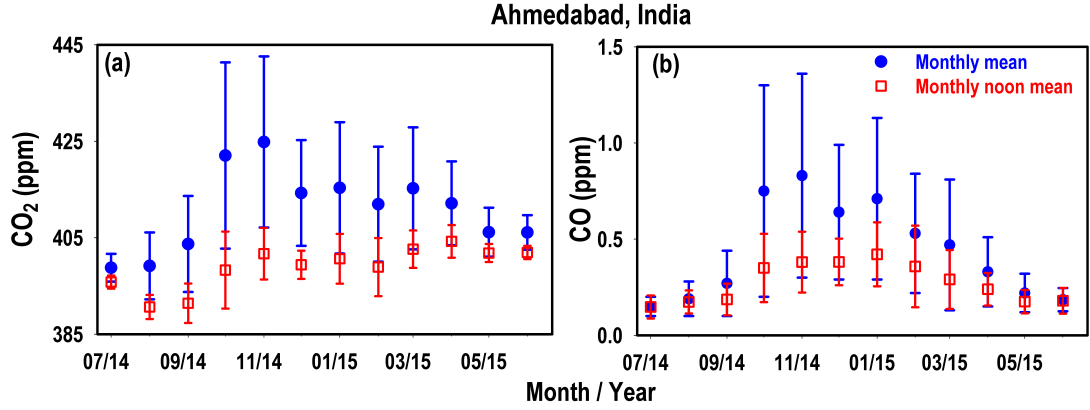 Ahmedabad, India
(a)
CO2 (ppm)
445
425
405
385
07/14 09/14 11/14 01/15 03/15 05/15
(b)
Monthly mean
Monthly noon mean
CO (ppm)
1.5
1.0
0.5
0.0
07/14 09/14 11/14 01/15 03/15 05/15
Month / Year